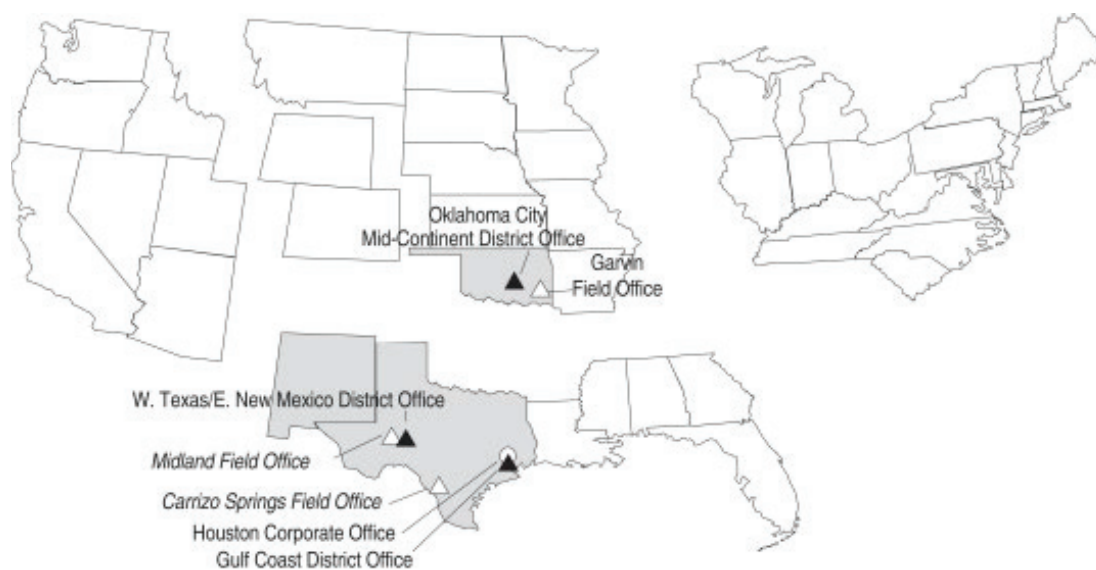 Oklahoma City
Mid-Continent District Office
Garvin
Field Office
W. Texas/E. New Mexico District Office
Midland Field Office
Carrizo Springs Field Office
Houston Corporate Office
Gulf Coast District Office